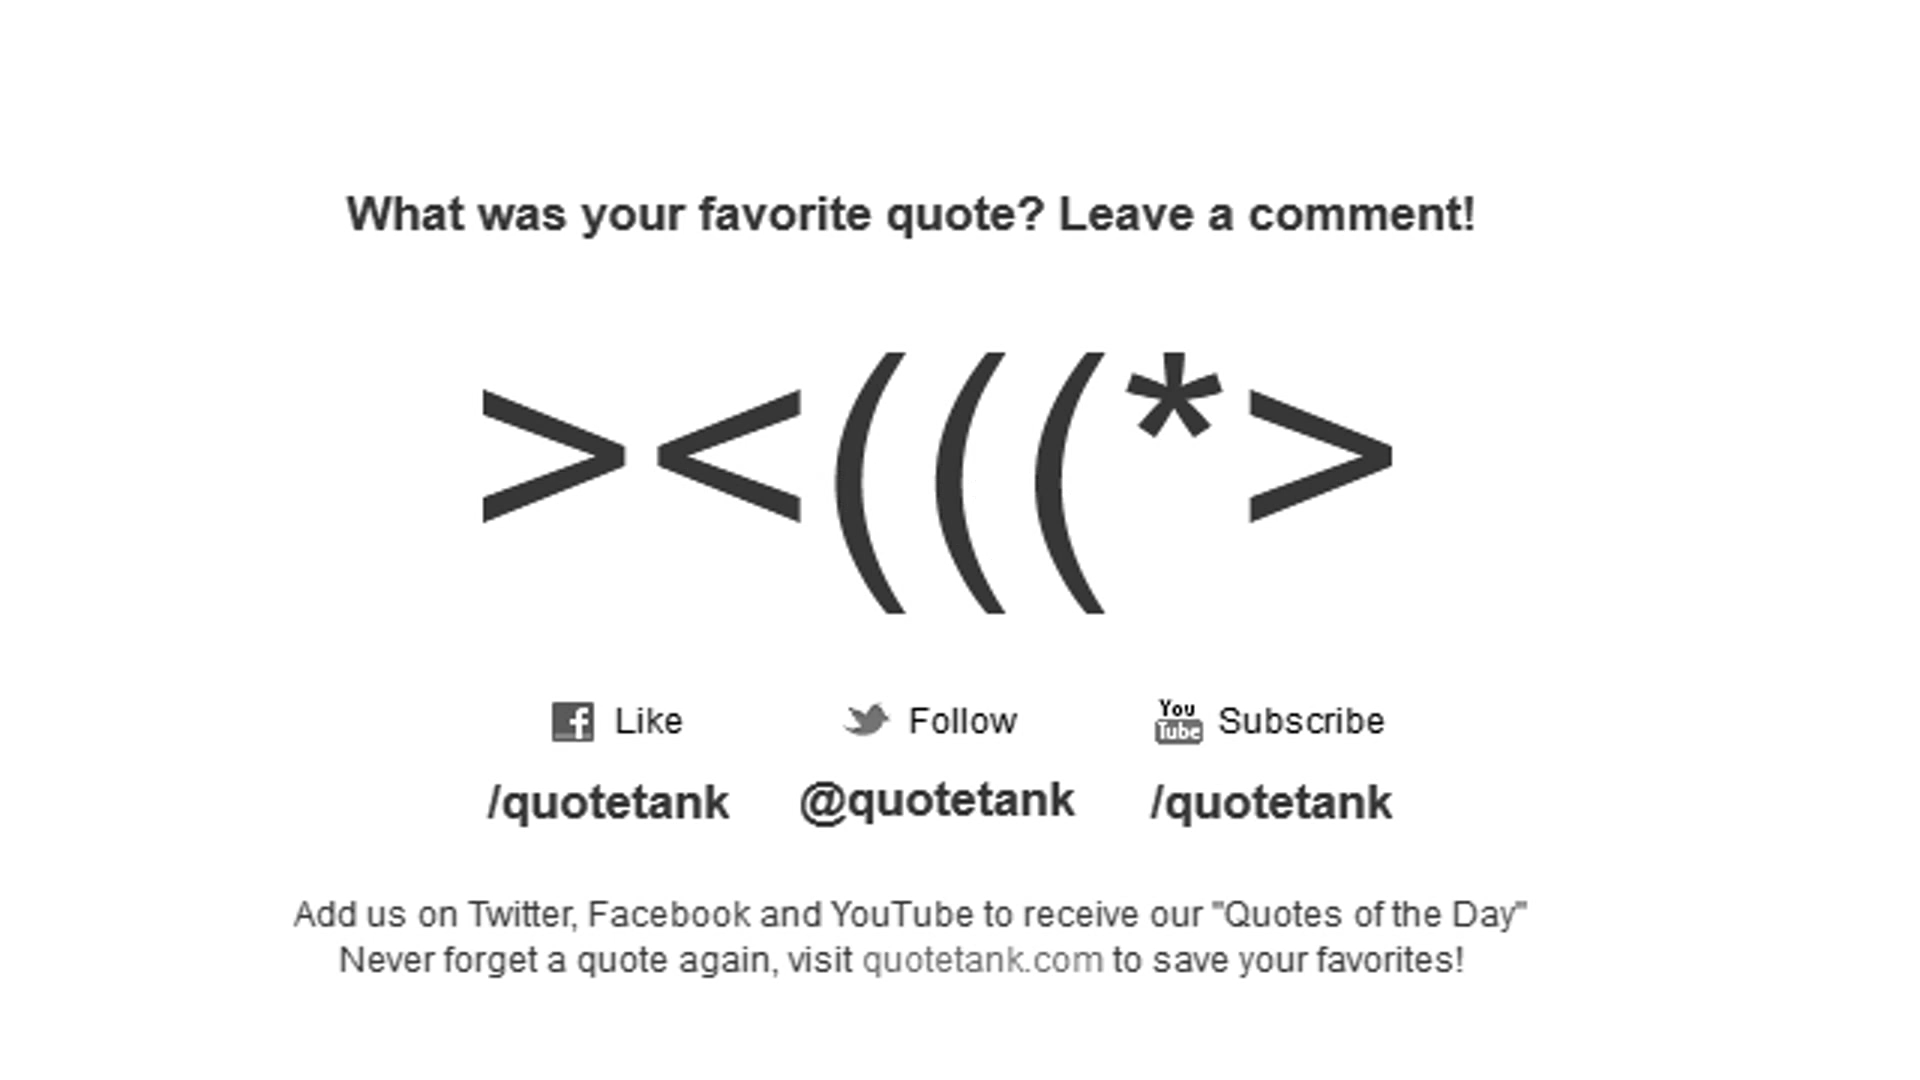 What was your favorite quote? Leave a comment!
><(((*>
f Like Follow You Tube Subscribe
/quotetank @quotetank /quotetank
Add us on Twitter, Facebook and YouTube to receive our "Quotes of the Day"
Never forget a quote again, visit quotetank.com to save your favorites!